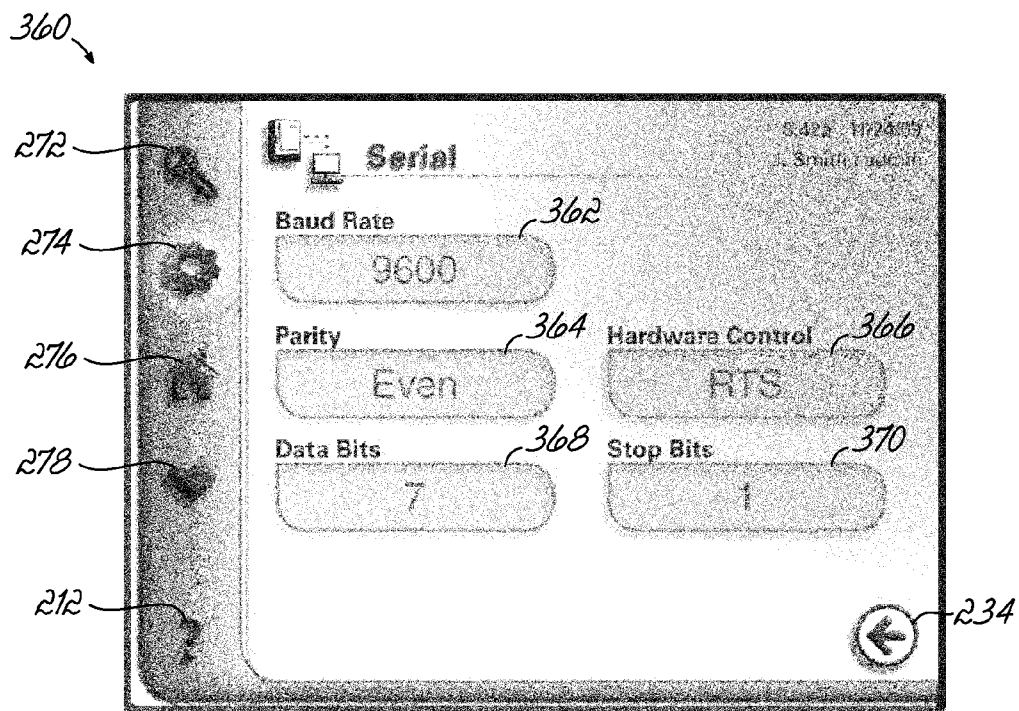 360
272
Serial
Baud Rate
362
274
9600
Parity
364
Hardware Control
366
276
Even
RTS
Data Bits
368
Stop Bits
370
278
7
1
212
?
234